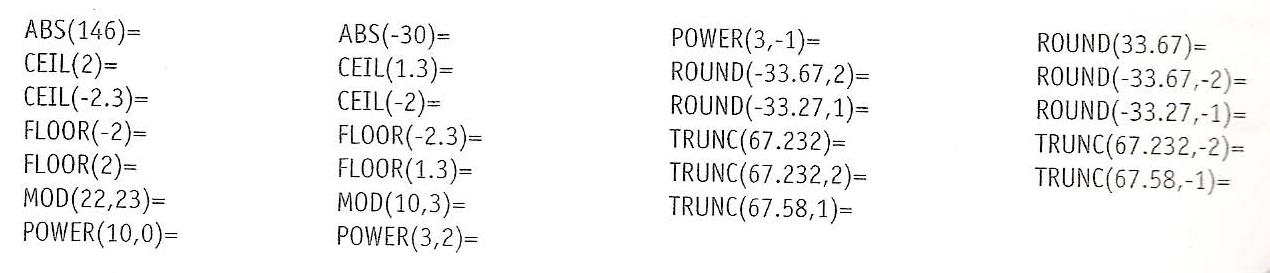 ABS(146)=
CEIL(2)=
CEIL(-2.3)=
FLOOR(-2)=
FLOOR(2)=
MOD(22,23)=
POWER(10,0)=
ABS(-30)=
CEIL(1.3)=
CEIL(-2)=
FLOOR(-2.3)=
FLOOR(1.3)=
MOD(10,3)=
POWER(3,2)=
POWER(3,-1)=
ROUND(-33.67,2)=
ROUND(-33.27,1)=
TRUNC(67.232)=
TRUNC(67.232,2)=
TRUNC(67.58,1)=
ROUND(33.67)=
ROUND(-33.67,-2)=
ROUND(-33.27,-1)=
TRUNC(67.232,-2)=
TRUNC(67.58,-1)=